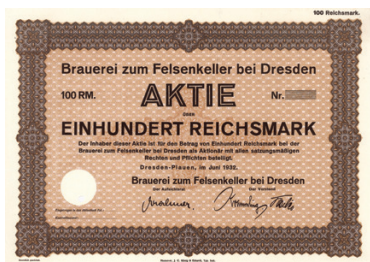 100 Reichsmark.
Brauerei zum Felsenkeller bei Dresden
100 RM.
AKTIE
Nr.
ÜBER
EINHUNDERT REICHSMARK
Der Inhaber dieser Aktie ist für den Betrag von Einhundert Reichsmark bei der
Brauerei zum Felsenkeller bei Dresden als Aktionär mit allen satzungsmäßigen
Rechten und Pflichten beteiligt.
Dresden-Plauen, im Juni 1932.
Brauerei zum Felsenkeller bei Dresden
Der Aufsichtsrat
Der Vorstand